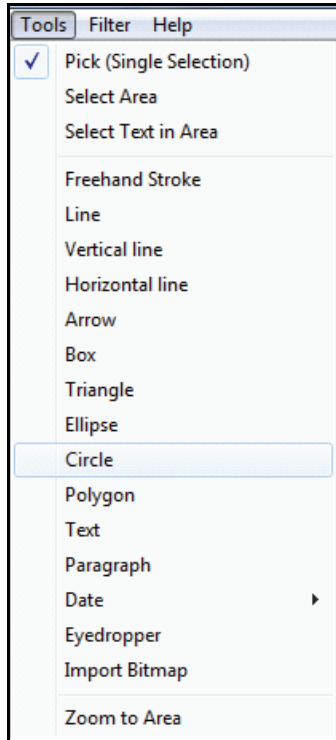 Tools Filter Help
Pick (Single Selection)
Select Area
Select Text in Area
Freehand Stroke
Line
Vertical line
Horizontal line
Arrow
Box
Triangle
Ellipse
Circle
Polygon
Text
Paragraph
Date
Eyedropper
Import Bitmap
Zoom to Area